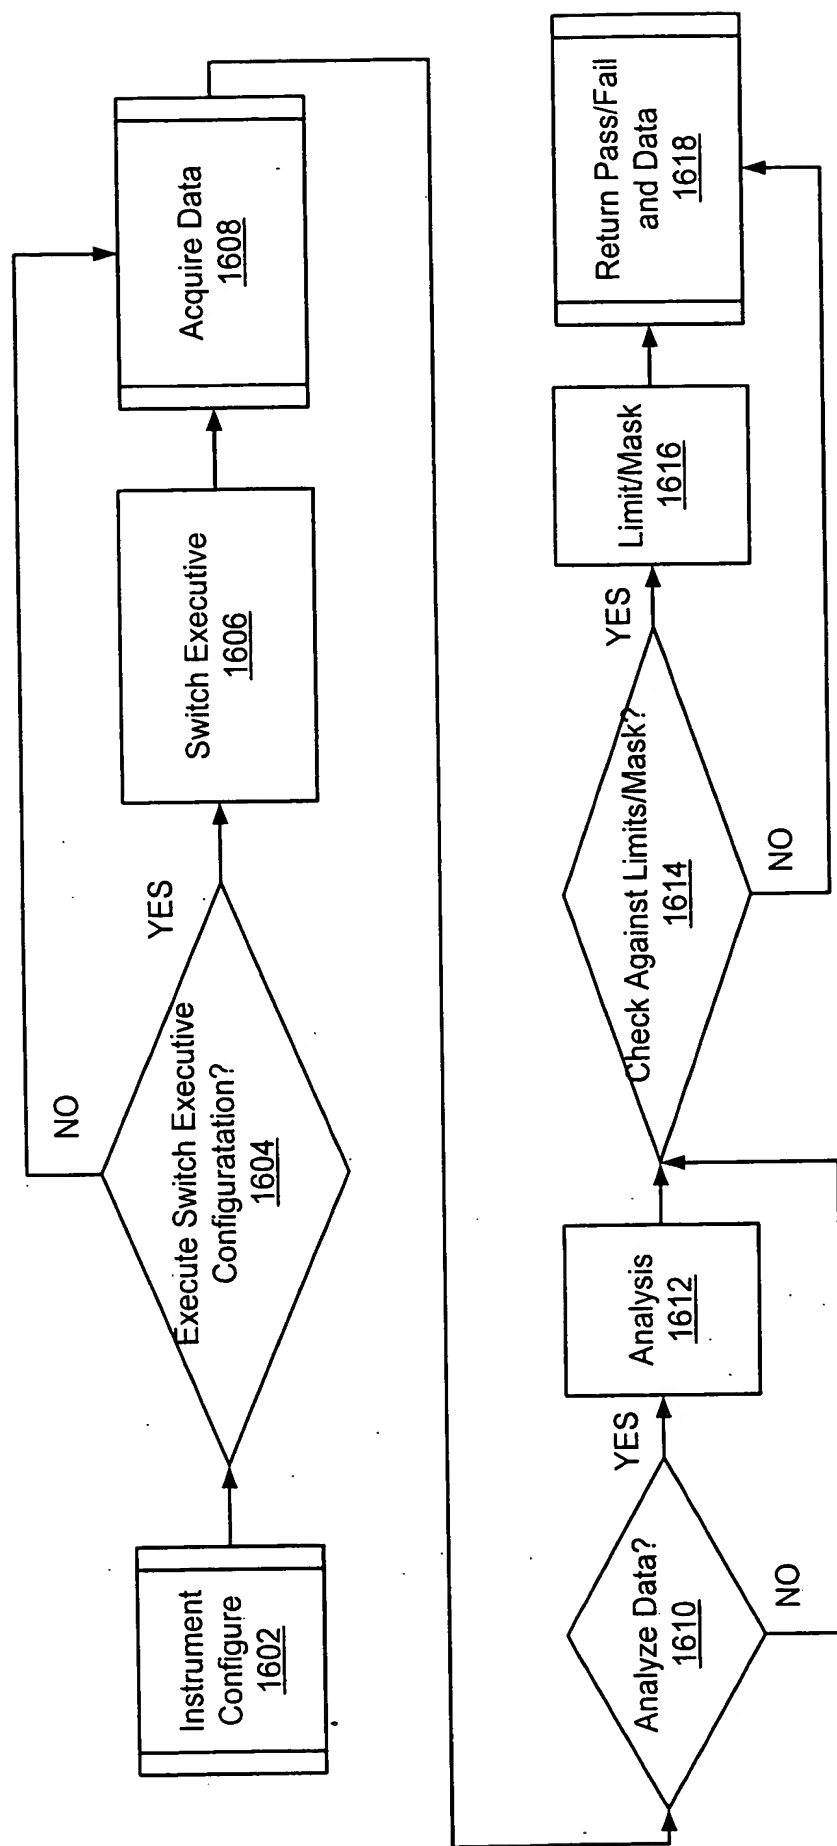 Instrument
Configure
1602
Execute Switch Executive
Configuratation?
1604
NO
YES
Switch Executive
1606
Acquire Data
1608
Analyze Data?
1610
YES
NO
Analysis
1612
Check Against Limits/Mask?
1614
YES
NO
Limit/Mask
1616
Return Pass/Fail
and Data
1618